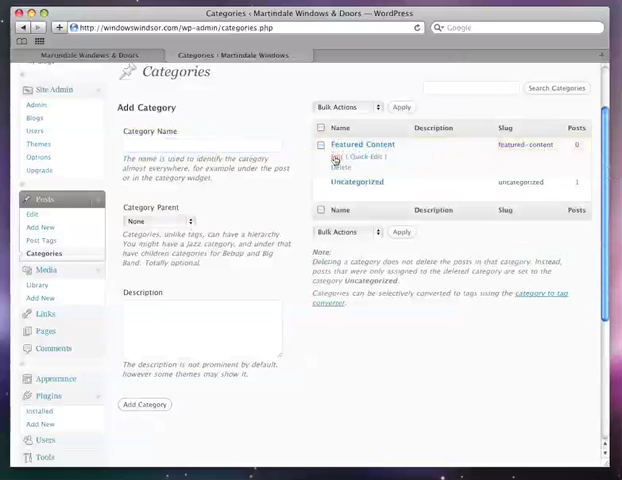 Categories ‹ Martindale Windows & Doors — WordPress
http://windowswindsor.com/wp-admin/categories.php
Google
Martindale Windows & Doors
Categories ‹ Martindale Windows ...
Categories
Search Categories
Site Admin
Admin
Blogs
Users
Themes
Options
Upgrade
Posts
Edit
Add New
Post Tags
Categories
Media
Library
Add New
Links
Pages
Comments
Appearance
Plugins
Installed
Add New
Users
Tools
Add Category
Category Name
The name is used to identify the category
almost everywhere, for example under the post
or in the category widget.
Category Parent
None
Categories, unlike tags, can have a hierarchy.
You might have a Jazz category, and under that
have children categories for Bebop and Big
Band. Totally optional.
Description
The description is not prominent by default,
however some themes may show it.
Add Category
Bulk Actions Apply
Name Description Slug Posts
Featured Content featured-content 0
| Quick Edit |
Delete
Uncategorized uncategorized 1
Name Description Slug Posts
Bulk Actions Apply
Note:
Deleting a category does not delete the posts in that category. Instead,
posts that were only assigned to the deleted category are set to the
category Uncategorized.
Categories can be selectively converted to tags using the category to tag
converter.